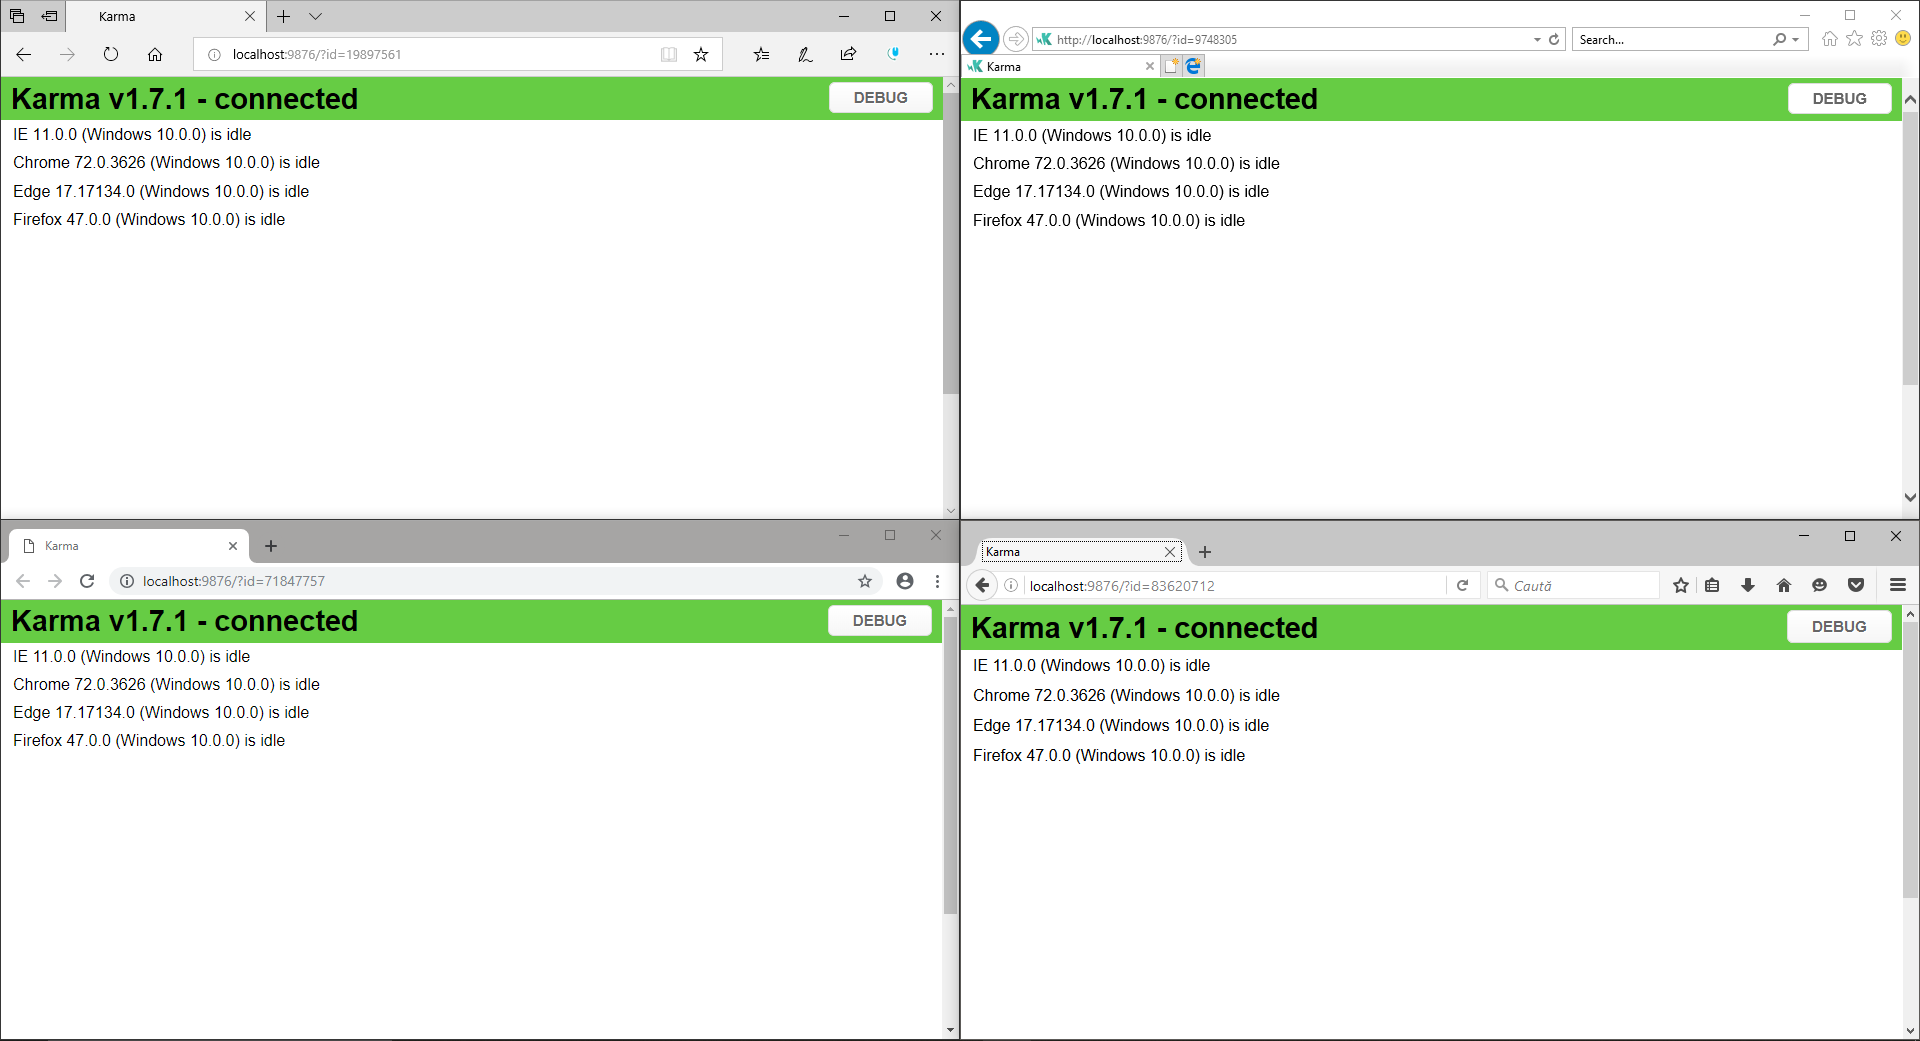 Karma
localhost:9876/?id=19897561
Karma v1.7.1 - connected
DEBUG
IE 11.0.0 (Windows 10.0.0) is idle
Chrome 72.0.3626 (Windows 10.0.0) is idle
Edge 17.17134.0 (Windows 10.0.0) is idle
Firefox 47.0.0 (Windows 10.0.0) is idle
http://localhost:9876/?id=9748305
Search...
Karma
Karma v1.7.1 - connected
DEBUG
IE 11.0.0 (Windows 10.0.0) is idle
Chrome 72.0.3626 (Windows 10.0.0) is idle
Edge 17.17134.0 (Windows 10.0.0) is idle
Firefox 47.0.0 (Windows 10.0.0) is idle
Karma
localhost:9876/?id=71847757
Karma v1.7.1 - connected
DEBUG
IE 11.0.0 (Windows 10.0.0) is idle
Chrome 72.0.3626 (Windows 10.0.0) is idle
Edge 17.17134.0 (Windows 10.0.0) is idle
Firefox 47.0.0 (Windows 10.0.0) is idle
Karma
localhost:9876/?id=83620712
Caută
Karma v1.7.1 - connected
DEBUG
IE 11.0.0 (Windows 10.0.0) is idle
Chrome 72.0.3626 (Windows 10.0.0) is idle
Edge 17.17134.0 (Windows 10.0.0) is idle
Firefox 47.0.0 (Windows 10.0.0) is idle